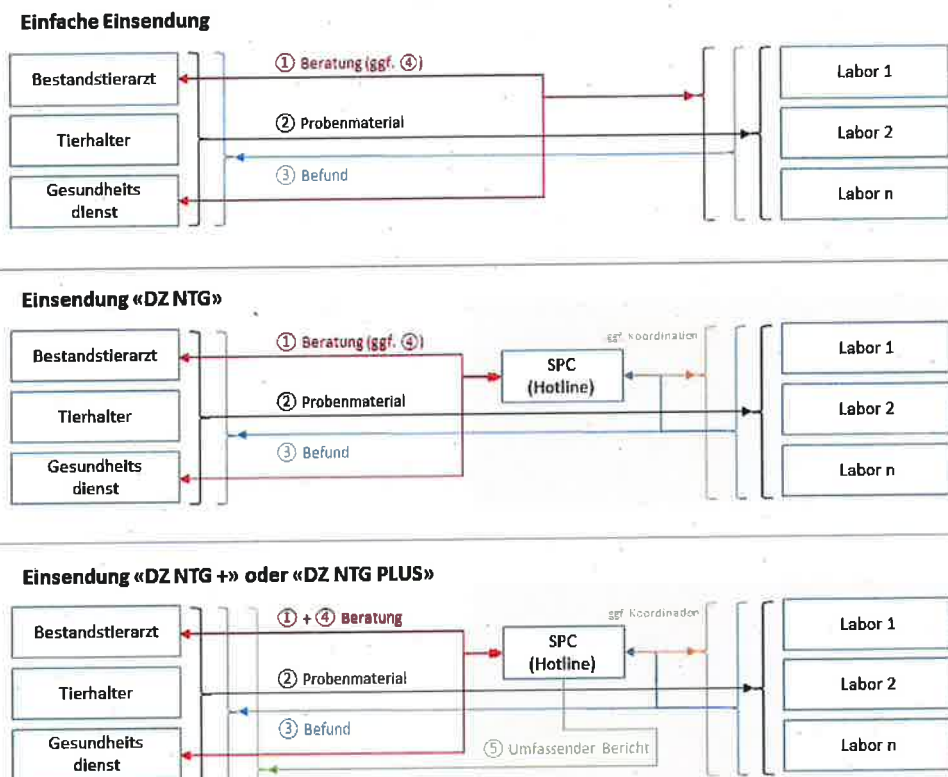 Einfache Einsendung
Bestandstierarzt
① Beratung (ggf. ④)
Labor 1
Tierhalter
② Probenmaterial
Labor 2
③ Befund
Gesundheits
dienst
Labor n
Einsendung «DZ NTG»
Bestandstierarzt
① Beratung (ggf. ④)
ggf. Koordination
SPC
(Hotline)
Labor 1
Tierhalter
② Probenmaterial
Labor 2
③ Befund
Gesundheits
dienst
Labor n
Einsendung «DZ NTG +» oder «DZ NTG PLUS»
Bestandstierarzt
① + ④ Beratung
ggf. Koordination
SPC
(Hotline)
Labor 1
Tierhalter
② Probenmaterial
Labor 2
③ Befund
Gesundheits
dienst
⑤ Umfassender Bericht
Labor n